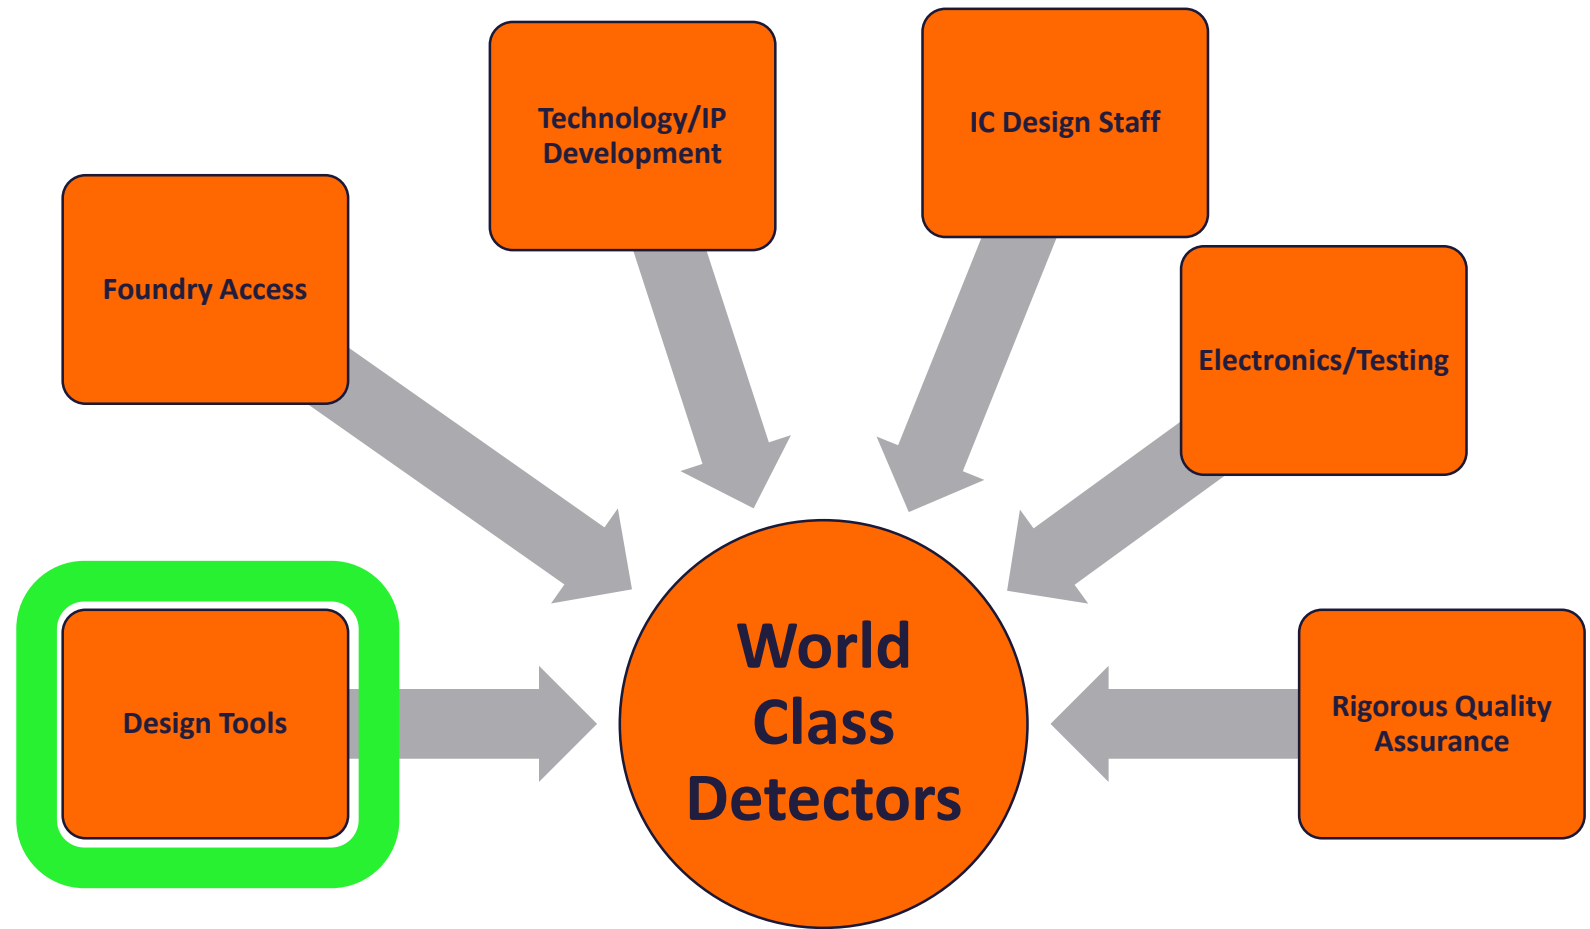 Technology/IP
Development
IC Design Staff
Foundry Access
Electronics/Testing
Design Tools
World
Class
Detectors
Rigorous Quality
Assurance